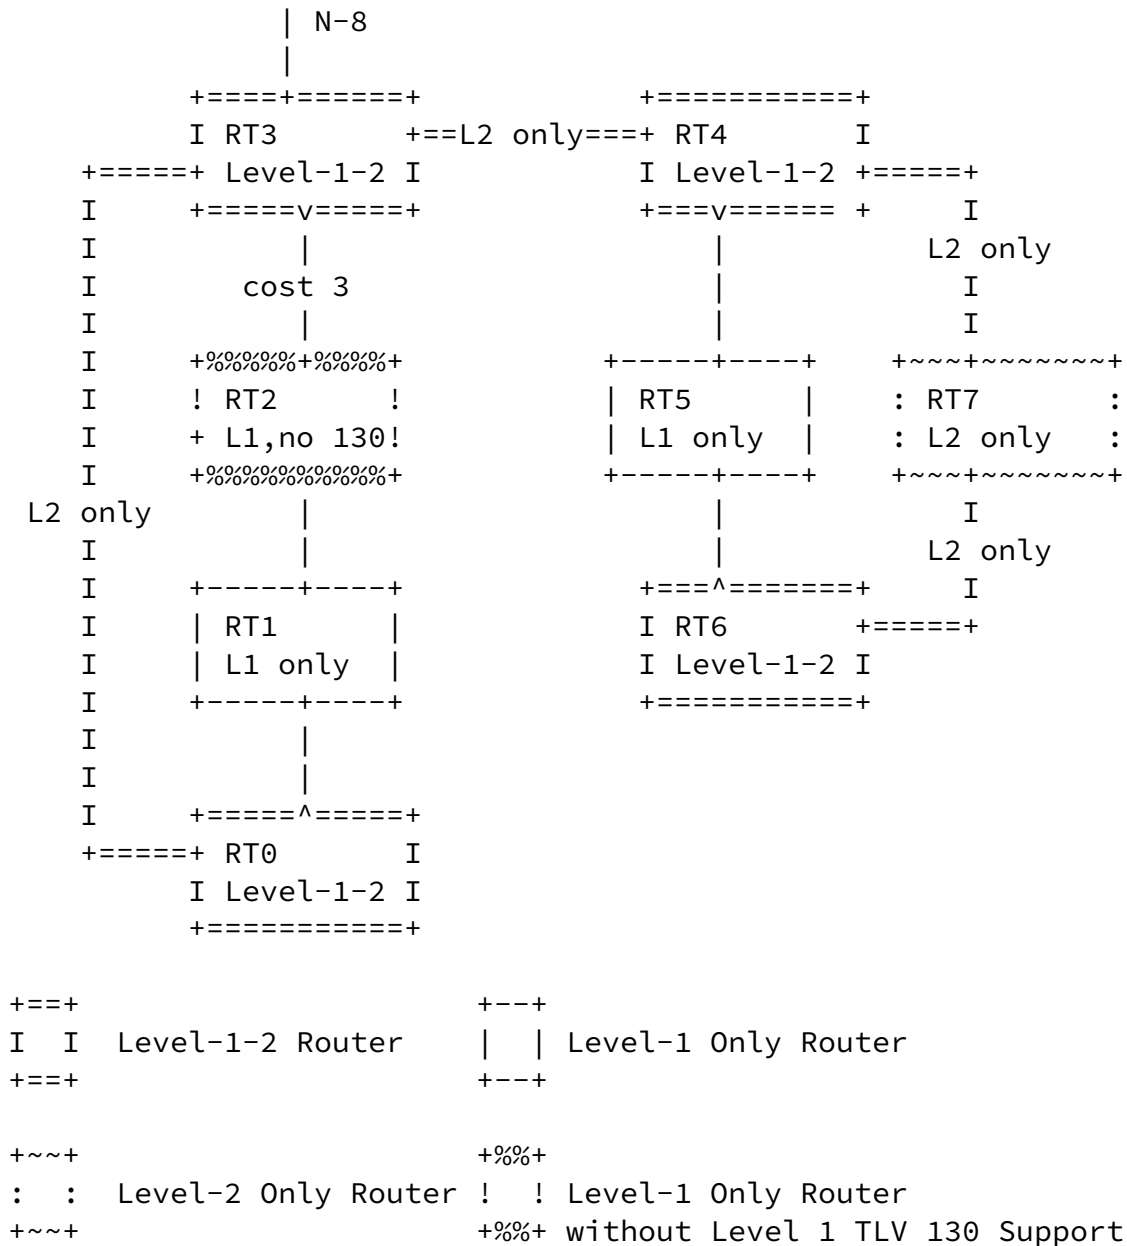 | N-8
|
+====+======+ +===========+
I RT3 +==L2 only===+ RT4 I
+=====+ Level-1-2 I I Level-1-2 +=====+
I +=====v=====+ +===v====== + I
I | | L2 only
I cost 3 | I
I | | I
I +%%%%%+%%%%+ +-----+----+ +~~~+~~~~~~~+
I ! RT2 ! | RT5 | : RT7 :
I + L1,no 130! | L1 only | : L2 only :
I +%%%%%%%%%%+ +-----+----+ +~~~+~~~~~~~+
L2 only | | I
I | | L2 only
I +-----+----+ +===^=======+ I
I | RT1 | I RT6 +=====+
I | L1 only | I Level-1-2 I
I +-----+----+ +===========+
I |
I |
I +=====^=====+
+=====+ RT0 I
I Level-1-2 I
+===========+
+==+ +--+
I I Level-1-2 Router | | Level-1 Only Router
+==+ +--+
+~~+ +%%+
: : Level-2 Only Router ! ! Level-1 Only Router
+~~+ +%%+ without Level 1 TLV 130 Support